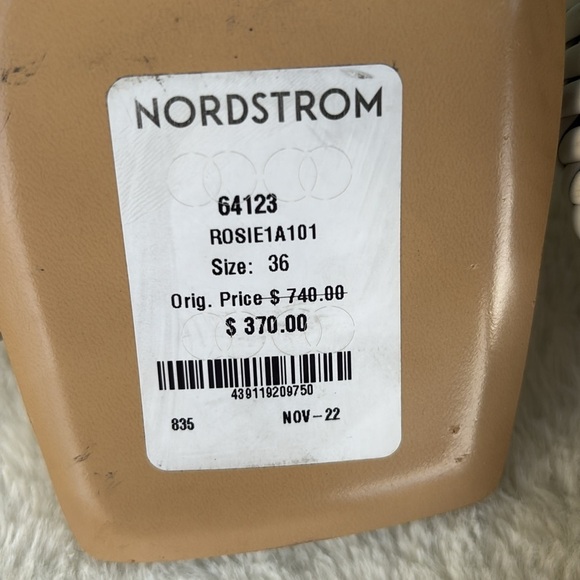 NORDSTROM
64123
ROSIE1A101
Size: 36
Orig. Price $ 740.00
$ 370.00
439119209750
835 NOV-22